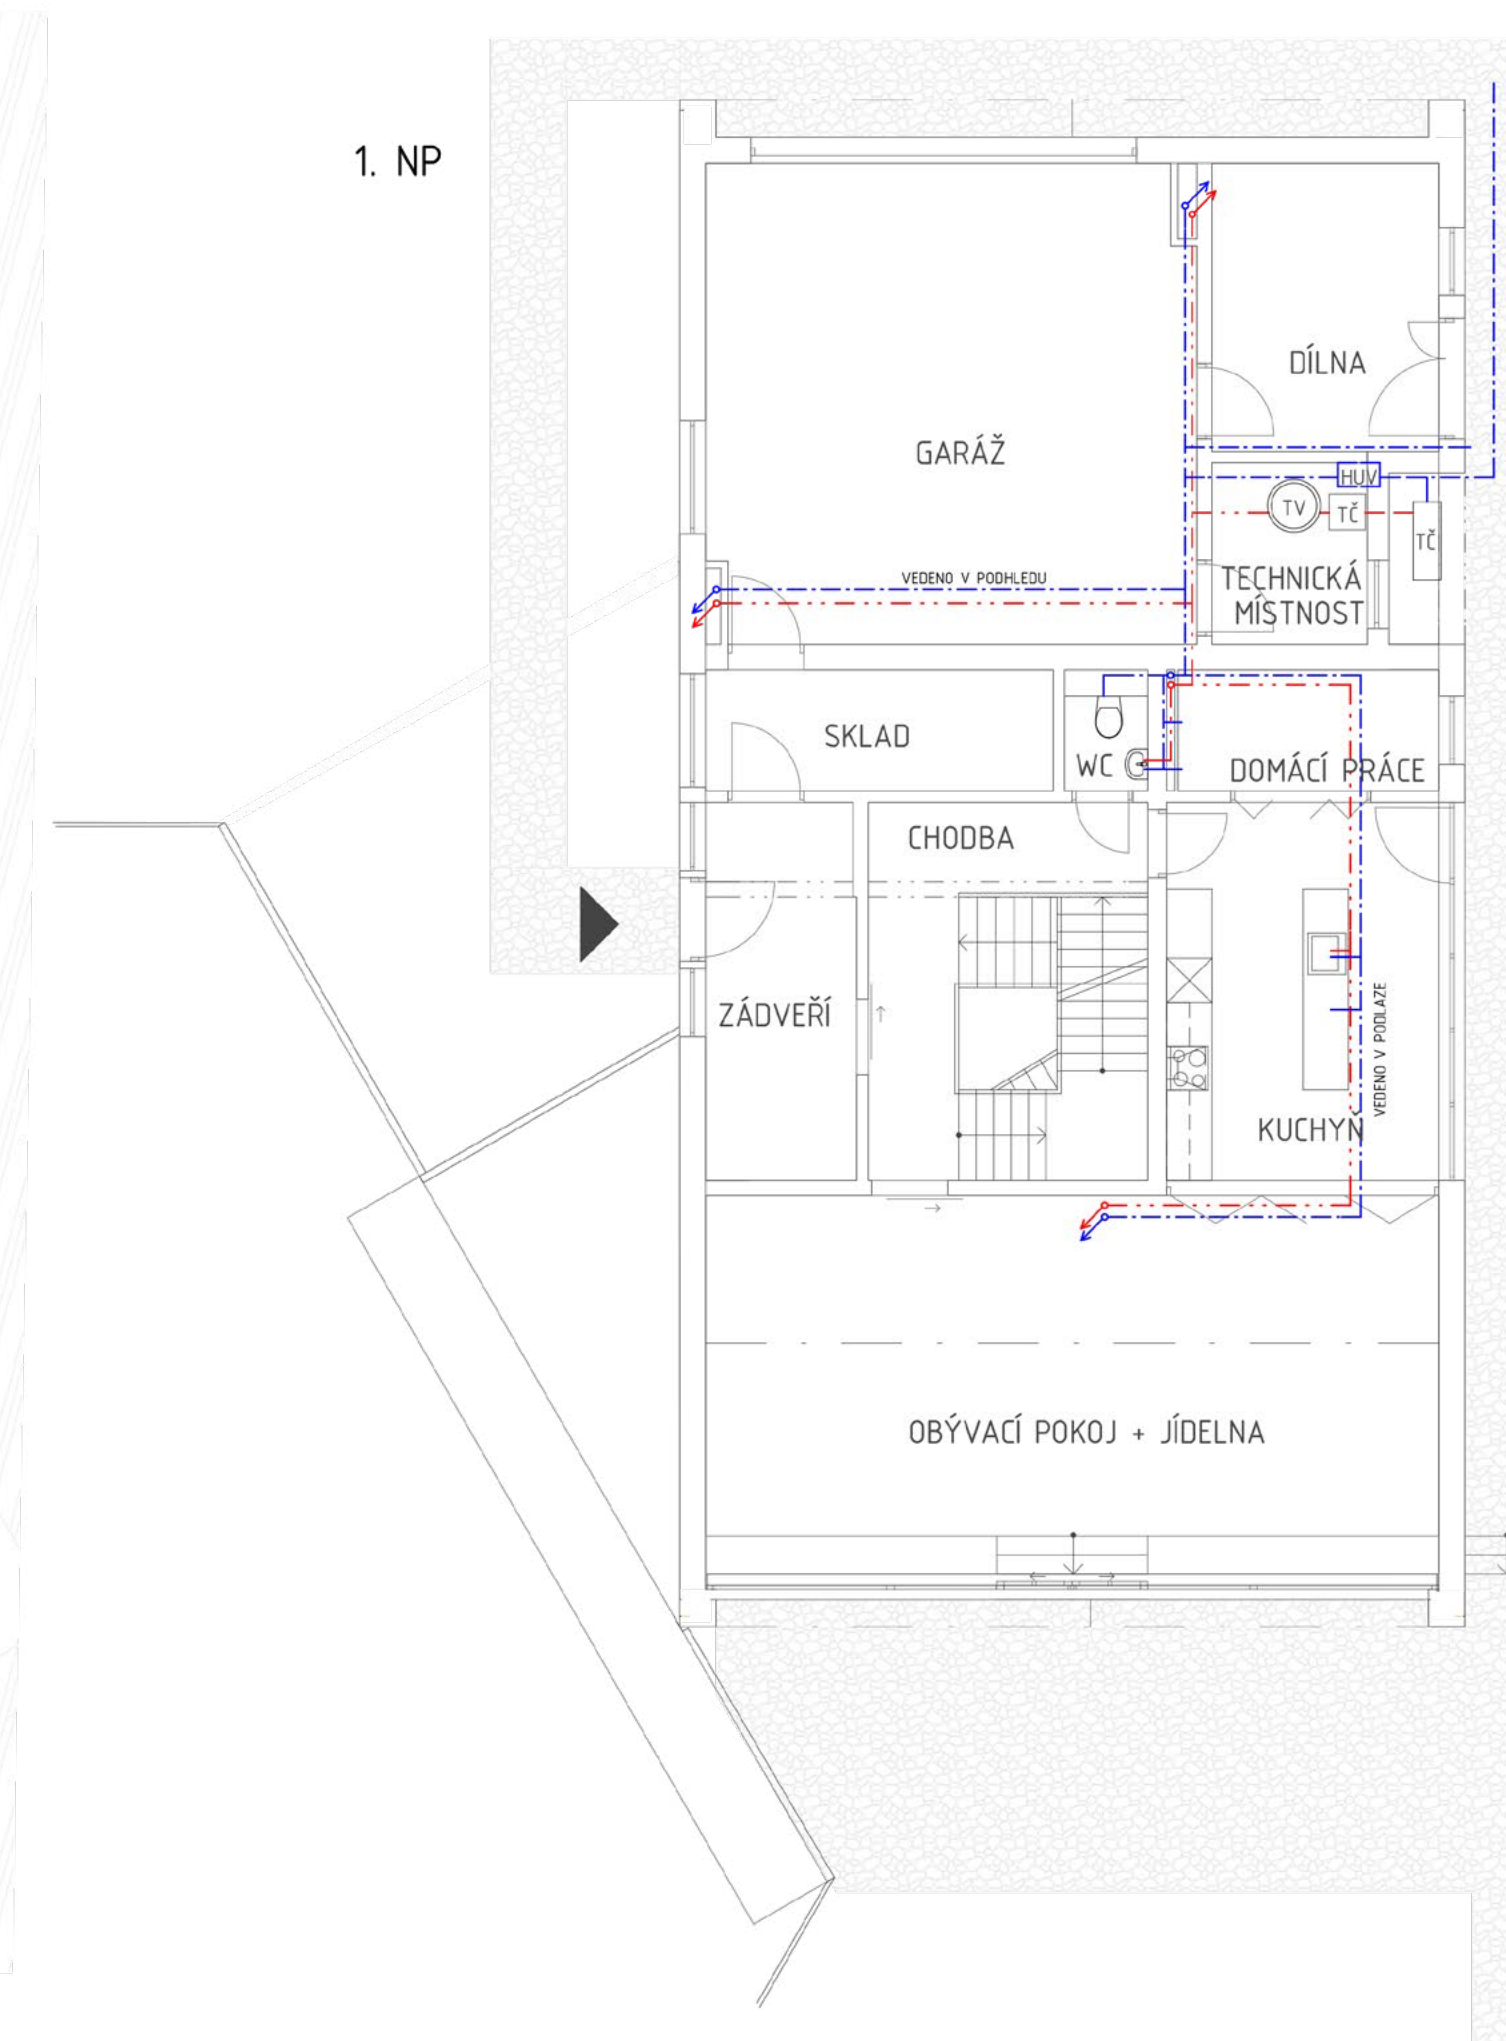 1. NP
DÍLNA
GARÁŽ
HUV
TV
TČ
TČ
VEDENO V PODHLEDU
TECHNICKÁ
MÍSTNOST
SKLAD
WC
DOMÁCÍ PRÁCE
CHODBA
ZÁDVEŘÍ
VEDENO V PODLAZE
KUCHYŇ
OBÝVACÍ POKOJ + JÍDELNA